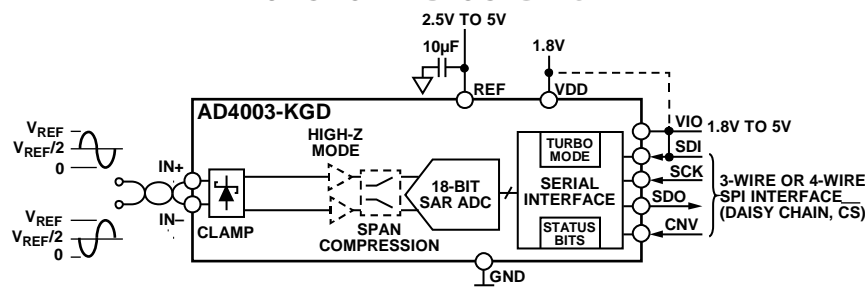 2.5V TO 5V
10µF
1.8V
REF
VDD
AD4003-KGD
VIO
1.8V TO 5V
HIGH-Z
MODE
TURBO
MODE
SDI
VREF
VREF/2
0
IN+
18-BIT
SAR ADC
SERIAL
INTERFACE
SCK
SDO
3-WIRE OR 4-WIRE
SPI INTERFACE
(DAISY CHAIN, CS)
VREF
VREF/2
0
IN–
CLAMP
SPAN
COMPRESSION
STATUS
BITS
CNV
GND